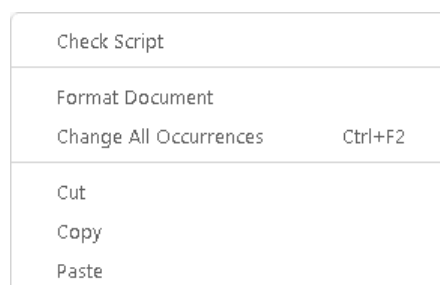 Check Script
Format Document
Change All Occurrences Ctrl+F2
Cut
Copy
Paste